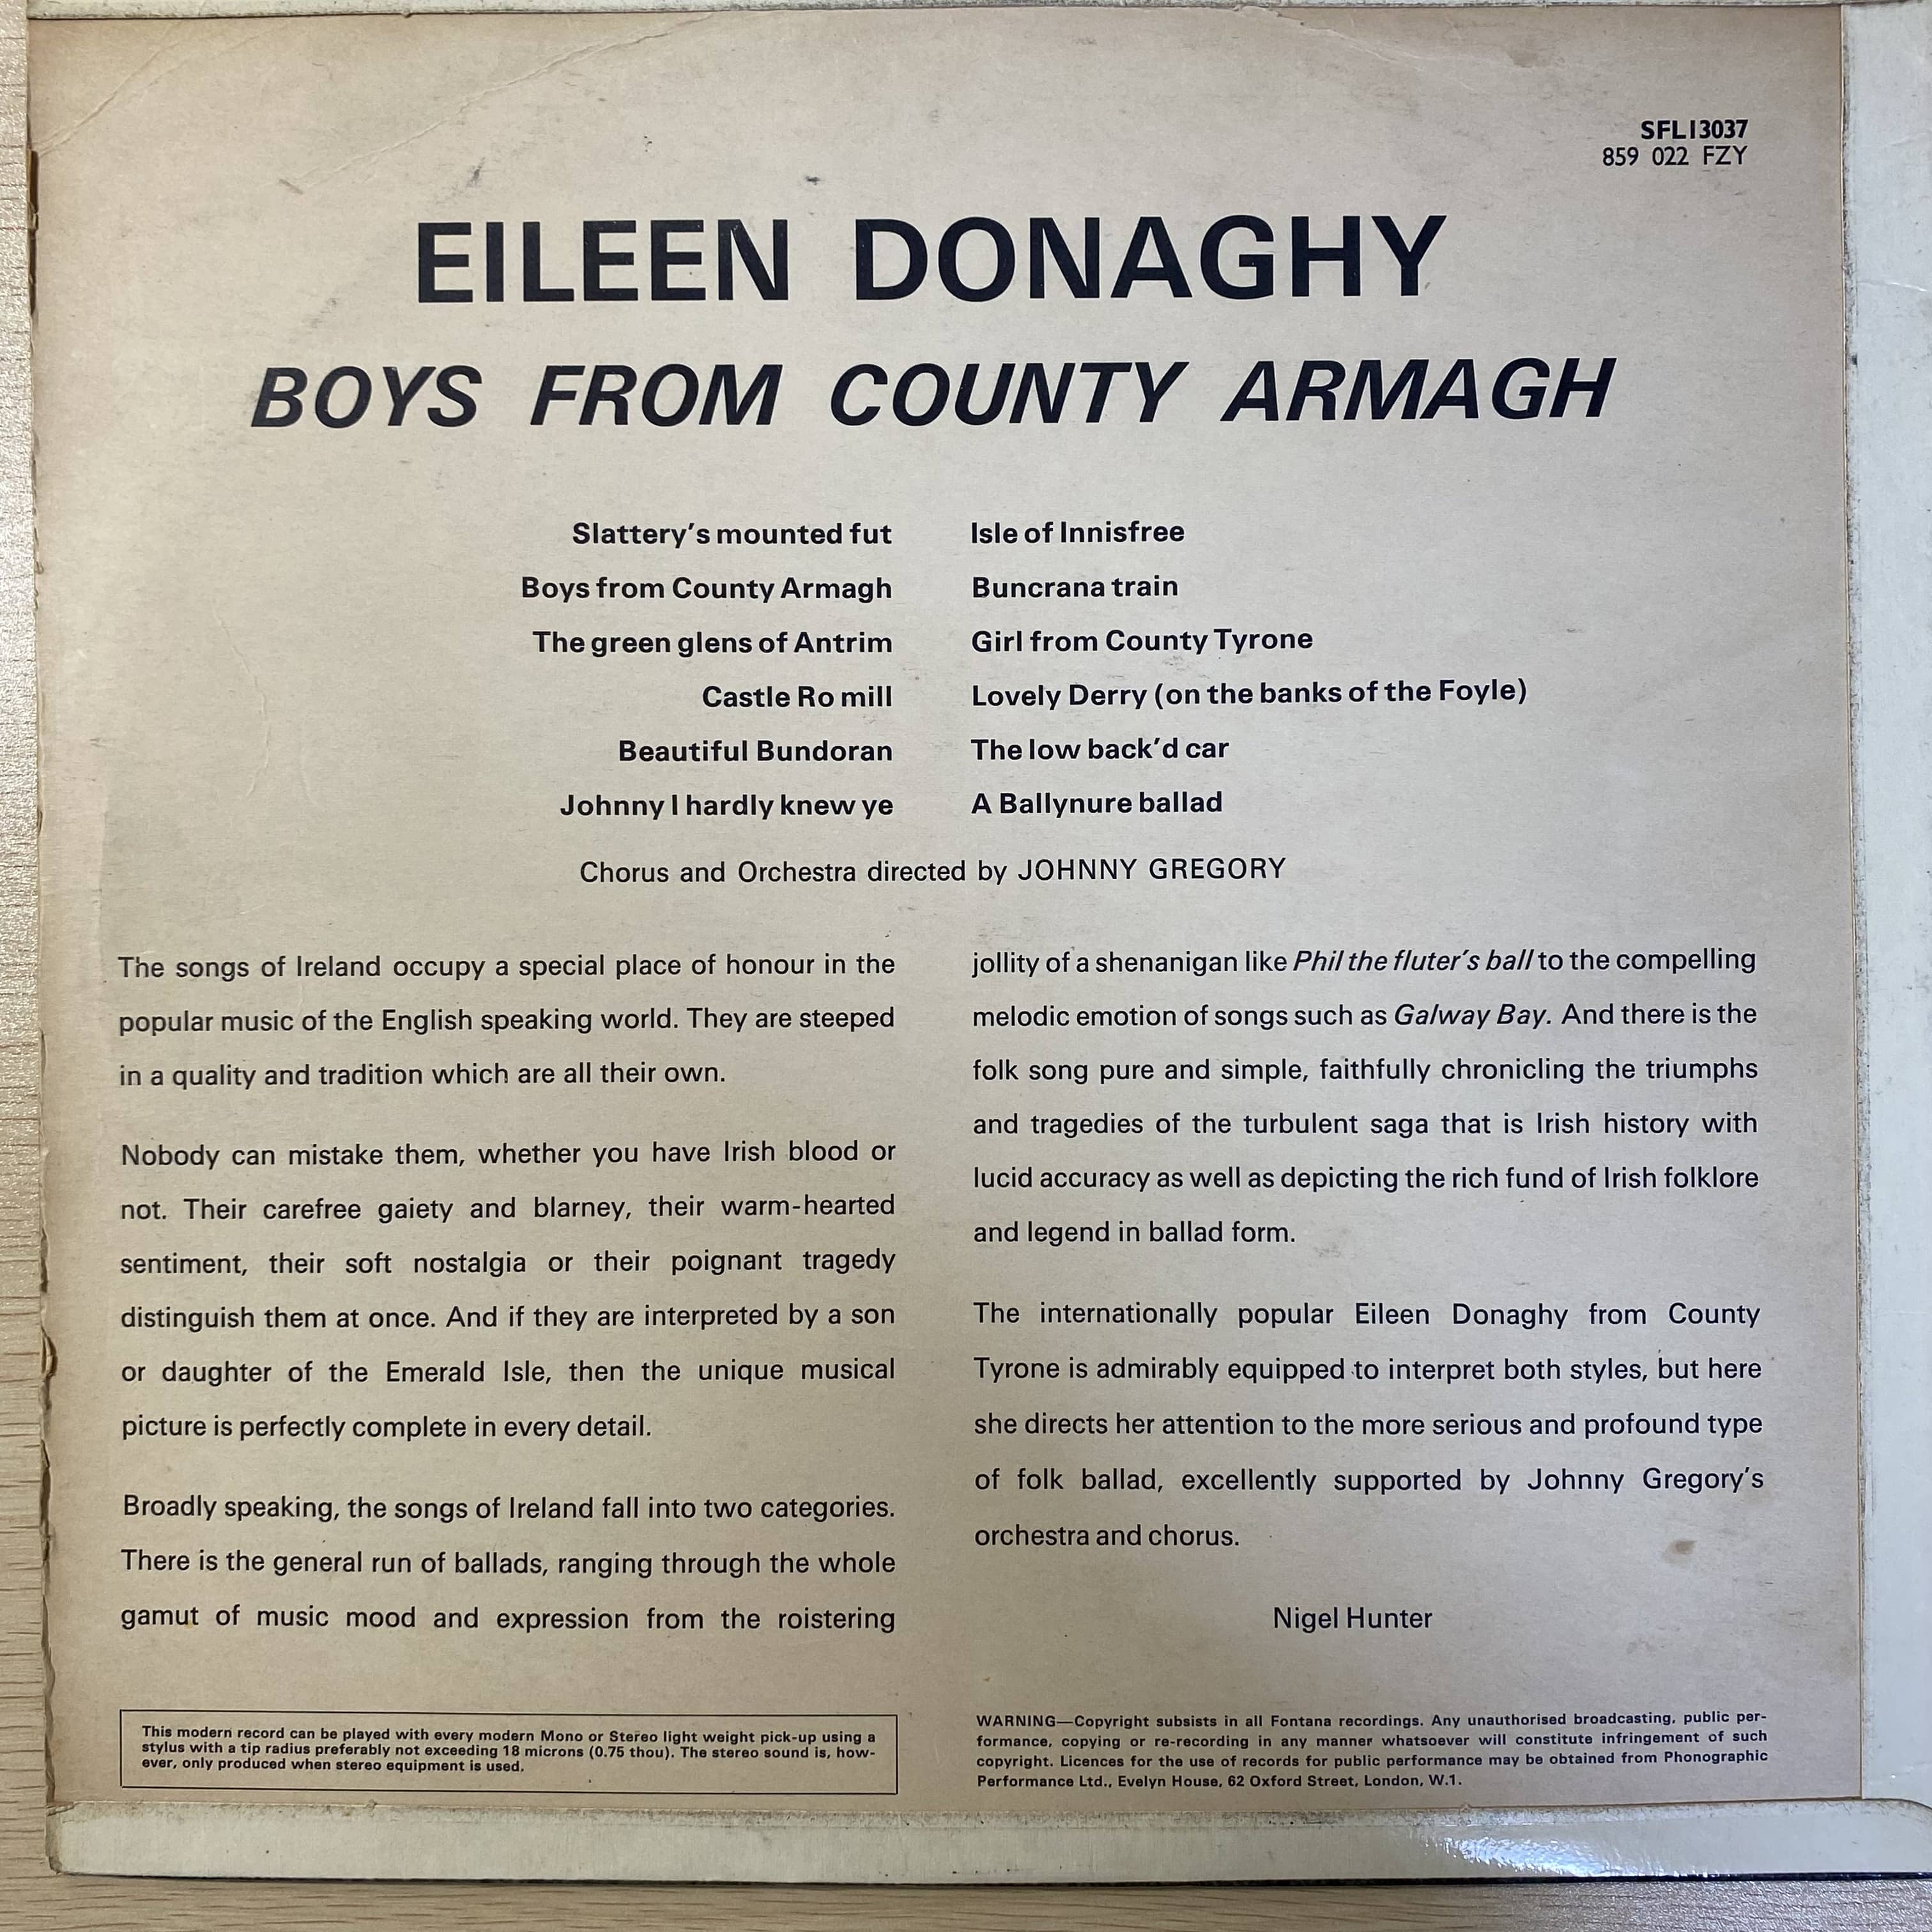 SFL13037
859 022 FZY
EILEEN DONAGHY
BOYS FROM COUNTY ARMAGH
Slattery's mounted fut
Boys from County Armagh
The green glens of Antrim
Castle Ro mill
Beautiful Bundoran
Johnny I hardly knew ye
Isle of Innisfree
Buncrana train
Girl from County Tyrone
Lovely Derry (on the banks of the Foyle)
The low back'd car
A Ballynure ballad
Chorus and Orchestra directed by JOHNNY GREGORY
The songs of Ireland occupy a special place of honour in the
popular music of the English speaking world. They are steeped
in a quality and tradition which are all their own.
Nobody can mistake them, whether you have Irish blood or
not. Their carefree gaiety and blarney, their warm-hearted
sentiment, their soft nostalgia or their poignant tragedy
distinguish them at once. And if they are interpreted by a son
or daughter of the Emerald Isle, then the unique musical
picture is perfectly complete in every detail.
Broadly speaking, the songs of Ireland fall into two categories.
There is the general run of ballads, ranging through the whole
gamut of music mood and expression from the roistering
jollity of a shenanigan like Phil the fluter's ball to the compelling
melodic emotion of songs such as Galway Bay. And there is the
folk song pure and simple, faithfully chronicling the triumphs
and tragedies of the turbulent saga that is Irish history with
lucid accuracy as well as depicting the rich fund of Irish folklore
and legend in ballad form.
The internationally popular Eileen Donaghy from County
Tyrone is admirably equipped to interpret both styles, but here
she directs her attention to the more serious and profound type
of folk ballad, excellently supported by Johnny Gregory's
orchestra and chorus.
Nigel Hunter
This modern record can be played with every modern Mono or Stereo light weight pick-up using a
stylus with a tip radius preferably not exceeding 18 microns (0.75 thou). The stereo sound is, how-
ever, only produced when stereo equipment is used.
WARNING—Copyright subsists in all Fontana recordings. Any unauthorised broadcasting, public per-
formance, copying or re-recording in any manner whatsoever will constitute infringement of such
copyright. Licences for the use of records for public performance may be obtained from Phonographic
Performance Ltd., Evelyn House, 62 Oxford Street, London, W.1.